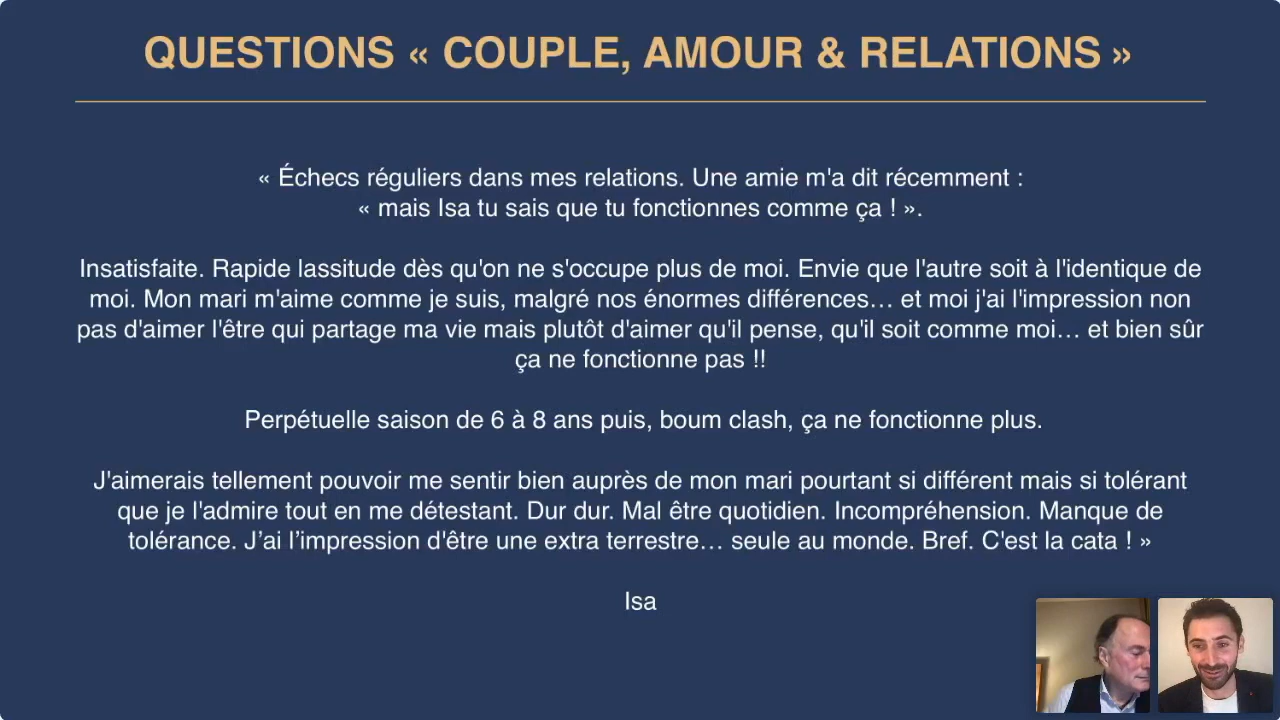 QUESTIONS « COUPLE, AMOUR & RELATIONS »
« Échecs réguliers dans mes relations. Une amie m'a dit récemment :
« mais Isa tu sais que tu fonctionnes comme ça ! ».
Insatisfaite. Rapide lassitude dès qu'on ne s'occupe plus de moi. Envie que l'autre soit à l'identique de
moi. Mon mari m'aime comme je suis, malgré nos énormes différences… et moi j'ai l'impression non
pas d'aimer l'être qui partage ma vie mais plutôt d'aimer qu'il pense, qu'il soit comme moi… et bien sûr
ça ne fonctionne pas !!
Perpétuelle saison de 6 à 8 ans puis, boum clash, ça ne fonctionne plus.
J'aimerais tellement pouvoir me sentir bien auprès de mon mari pourtant si différent mais si tolérant
que je l'admire tout en me détestant. Dur dur. Mal être quotidien. Incompréhension. Manque de
tolérance. J’ai l’impression d'être une extra terrestre… seule au monde. Bref. C'est la cata ! »
Isa